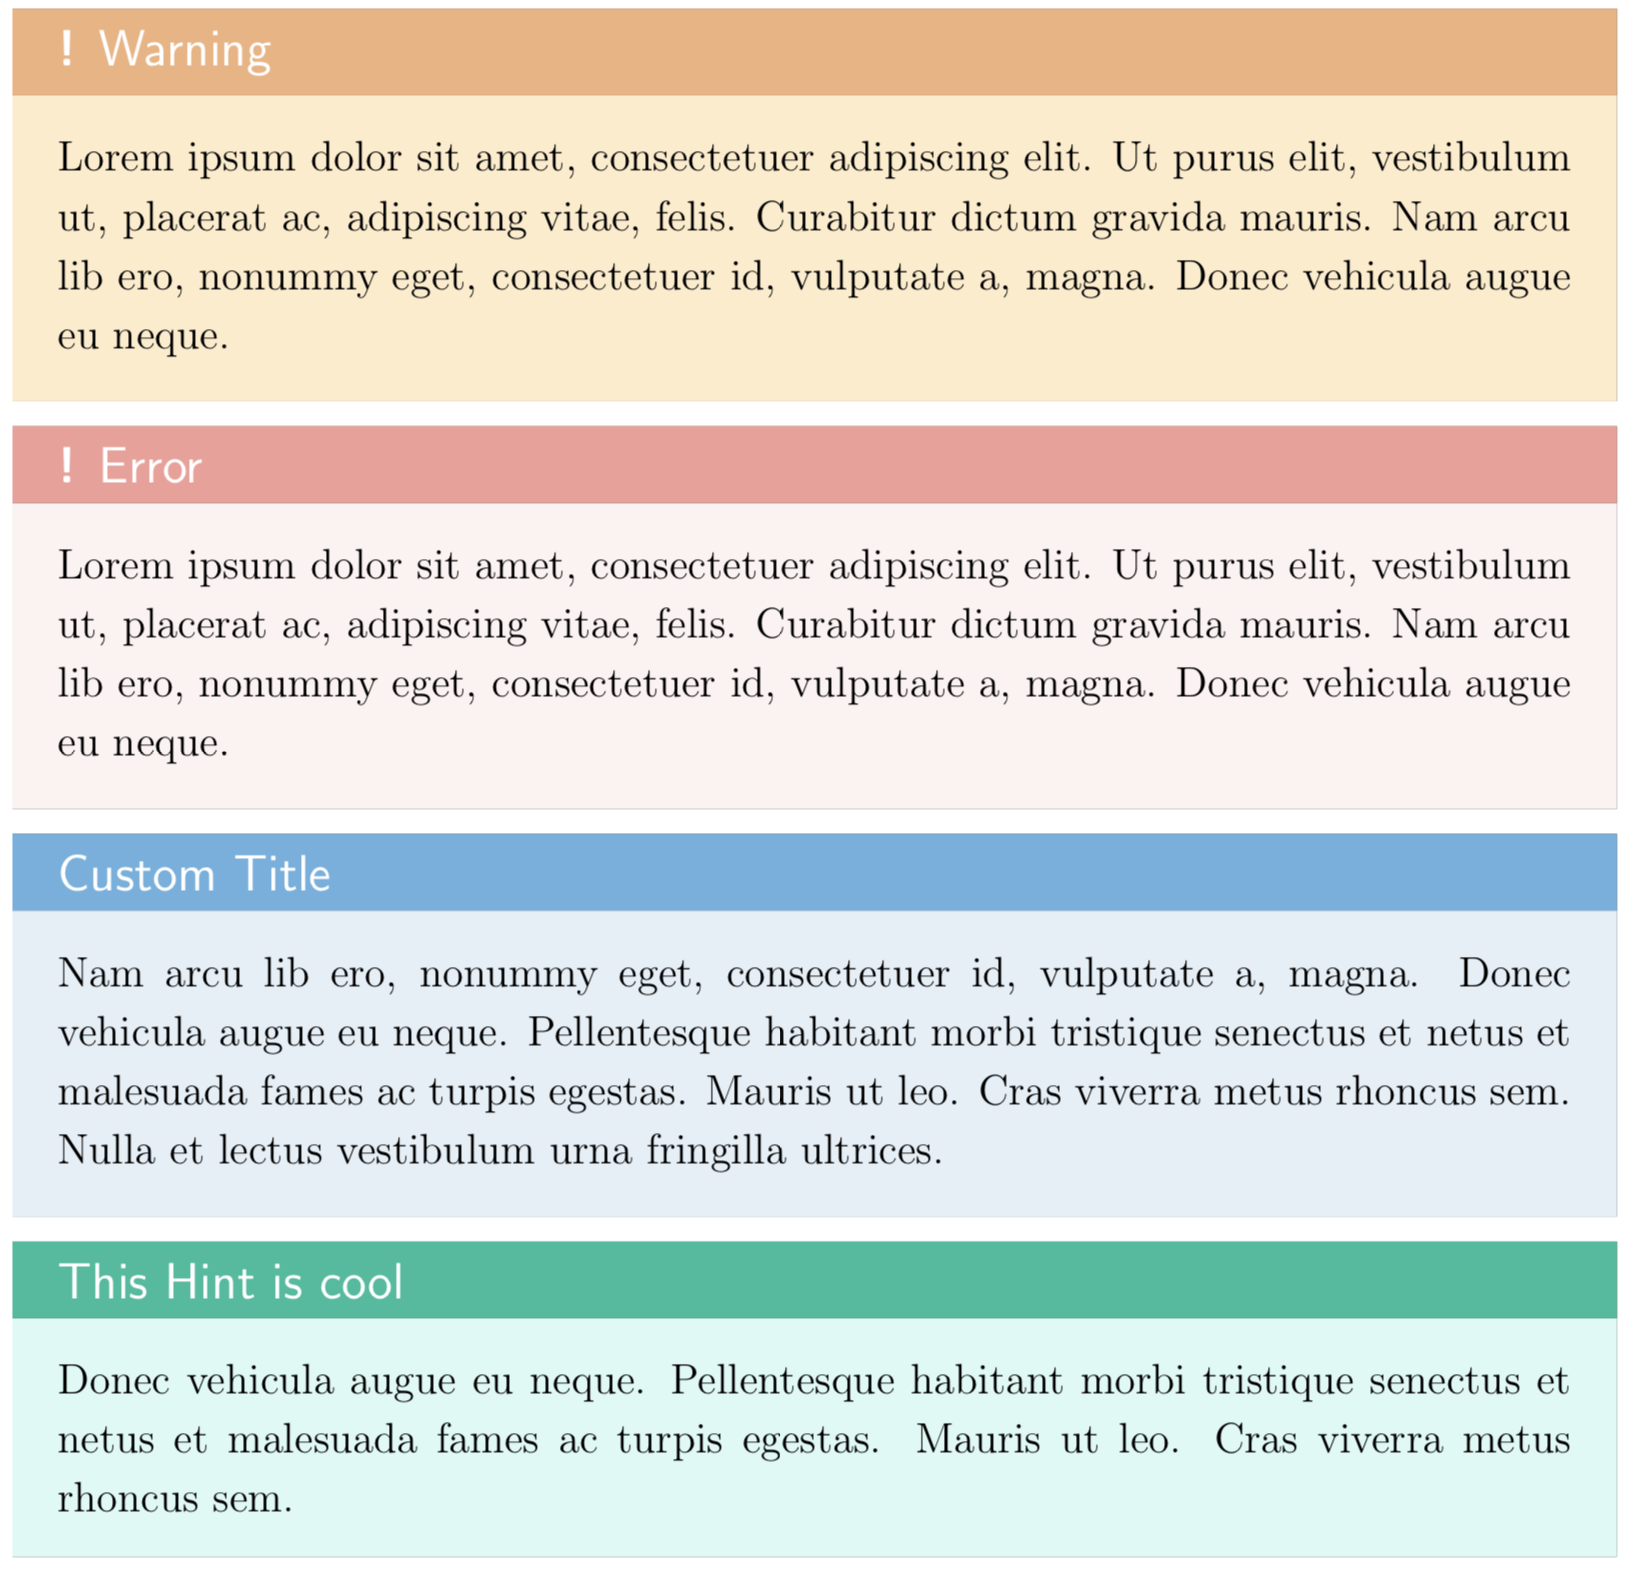 ! Warning
Lorem ipsum dolor sit amet, consectetuer adipiscing elit. Ut purus elit, vestibulum
ut, placerat ac, adipiscing vitae, felis. Curabitur dictum gravida mauris. Nam arcu
lib ero, nonummy eget, consectetuer id, vulputate a, magna. Donec vehicula augue
eu neque.
! Error
Lorem ipsum dolor sit amet, consectetuer adipiscing elit. Ut purus elit, vestibulum
ut, placerat ac, adipiscing vitae, felis. Curabitur dictum gravida mauris. Nam arcu
lib ero, nonummy eget, consectetuer id, vulputate a, magna. Donec vehicula augue
eu neque.
Custom Title
Nam arcu lib ero, nonummy eget, consectetuer id, vulputate a, magna. Donec
vehicula augue eu neque. Pellentesque habitant morbi tristique senectus et netus et
malesuada fames ac turpis egestas. Mauris ut leo. Cras viverra metus rhoncus sem.
Nulla et lectus vestibulum urna fringilla ultrices.
This Hint is cool
Donec vehicula augue eu neque. Pellentesque habitant morbi tristique senectus et
netus et malesuada fames ac turpis egestas. Mauris ut leo. Cras viverra metus
rhoncus sem.